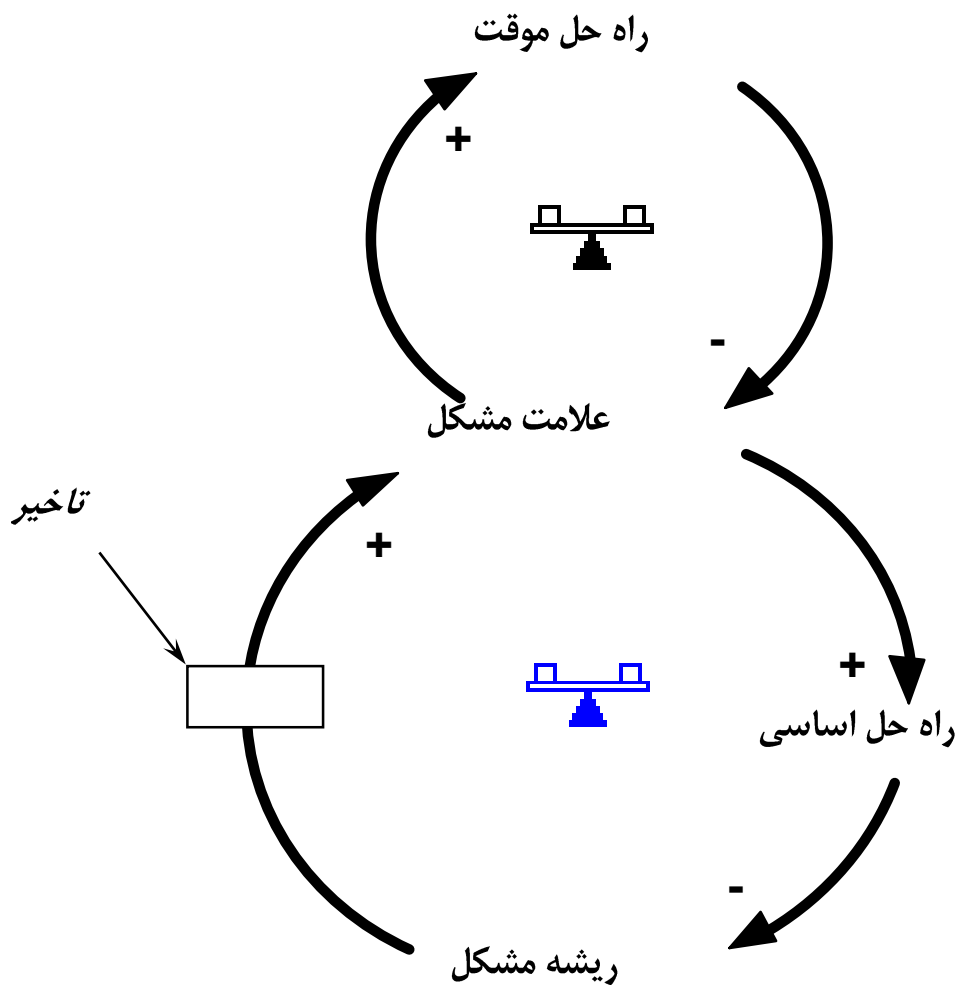 راه حل موقت
+
-
علامت مشکل
تاخیر
+
+
راه حل اساسی
-
ریشه مشکل